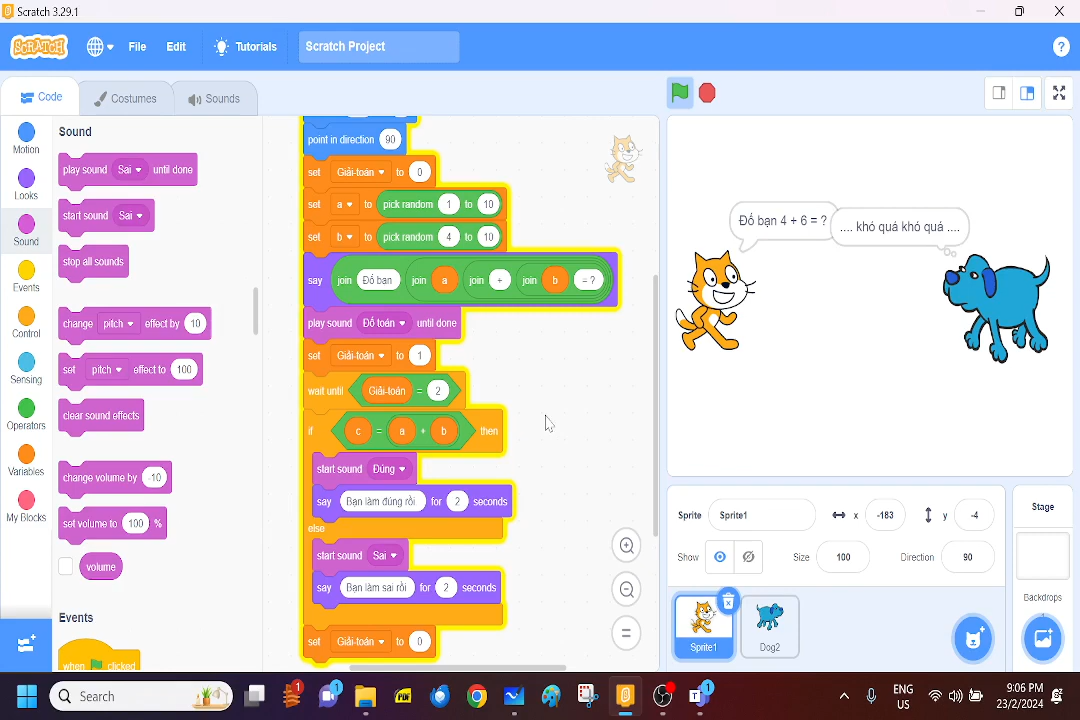 Scratch 3.29.1
SCRATCH
File
Edit
Tutorials
Scratch Project
?
Code
Costumes
Sounds
Motion
Looks
Sound
Events
Control
Sensing
Operators
Variables
My Blocks
Sound
play sound Sai until done
start sound Sai
stop all sounds
change pitch effect by 10
set pitch effect to 100
clear sound effects
change volume by -10
set volume to 100 %
volume
Events
when clicked
point in direction 90
set Giải-toán to 0
set a to pick random 1 to 10
set b to pick random 4 to 10
say join Đố bạn join a join + join b = ?
play sound Đố toán until done
set Giải-toán to 1
wait until Giải-toán = 2
if c = a + b then
start sound Đúng
say Bạn làm đúng rồi for 2 seconds
else
start sound Sai
say Bạn làm sai rồi for 2 seconds
set Giải-toán to 0
Đố bạn 4 + 6 = ?
.... khó quá khó quá ....
Sprite Sprite1 x -183 y -4
Show Size 100 Direction 90
Sprite1
Dog2
Stage
Backdrops
0
Search
1
1
PDF
1
ENG
US
9:06 PM
23/2/2024